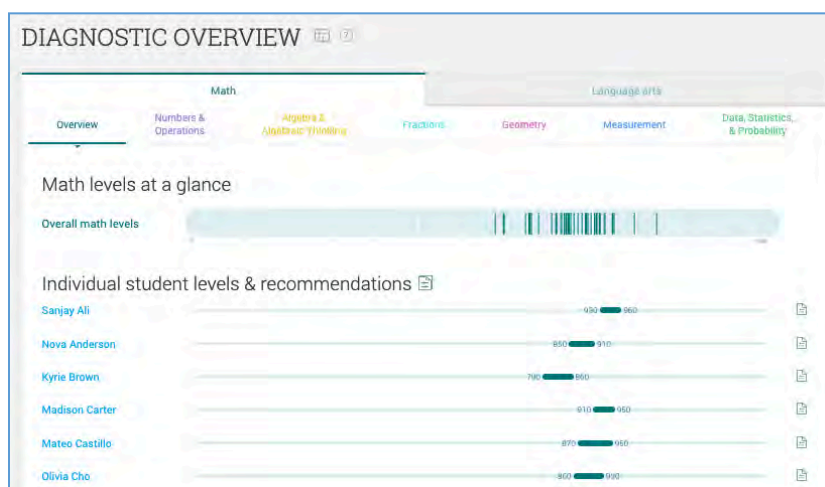 DIAGNOSTIC OVERVIEW
Math
Language arts
Overview
Numbers &
Operations
Algebra &
Algebraic Thinking
Fractions
Geometry
Measurement
Data, Statistics,
& Probability
Math levels at a glance
Overall math levels
Individual student levels & recommendations
Sanjay Ali
930 960
Nova Anderson
850 910
Kyrie Brown
790 860
Madison Carter
910 950
Mateo Castillo
870 950
Olivia Cho
860